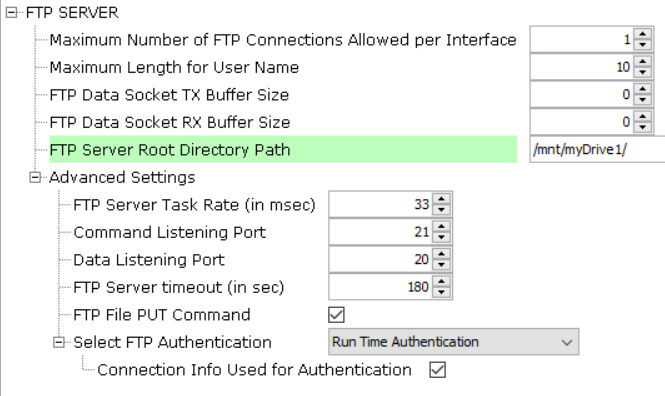 FTP SERVER
Maximum Number of FTP Connections Allowed per Interface 1
Maximum Length for User Name 10
FTP Data Socket TX Buffer Size 0
FTP Data Socket RX Buffer Size 0
FTP Server Root Directory Path /mnt/myDrive1/
Advanced Settings
FTP Server Task Rate (in msec) 33
Command Listening Port 21
Data Listening Port 20
FTP Server timeout (in sec) 180
FTP File PUT Command
Select FTP Authentication Run Time Authentication
Connection Info Used for Authentication